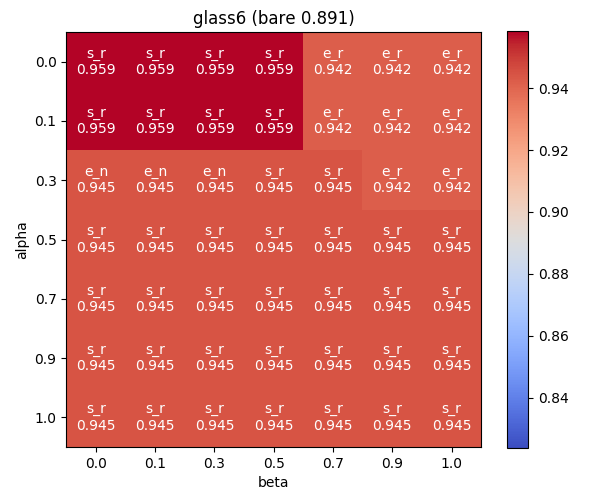 glass6 (bare 0.891)
0.0 s_r s_r s_r s_r e_r e_r e_r
0.959 0.959 0.959 0.959 0.942 0.942 0.942
0.1 s_r s_r s_r s_r e_r e_r e_r
0.959 0.959 0.959 0.959 0.942 0.942 0.942
0.3 e_n e_n e_n s_r s_r e_r e_r
0.945 0.945 0.945 0.945 0.945 0.942 0.942
0.5 s_r s_r s_r s_r s_r s_r s_r
0.945 0.945 0.945 0.945 0.945 0.945 0.945
0.7 s_r s_r s_r s_r s_r s_r s_r
0.945 0.945 0.945 0.945 0.945 0.945 0.945
0.9 s_r s_r s_r s_r s_r s_r s_r
0.945 0.945 0.945 0.945 0.945 0.945 0.945
1.0 s_r s_r s_r s_r s_r s_r s_r
0.945 0.945 0.945 0.945 0.945 0.945 0.945
0.0 0.1 0.3 0.5 0.7 0.9 1.0
beta
alpha
0.94
0.92
0.90
0.88
0.86
0.84